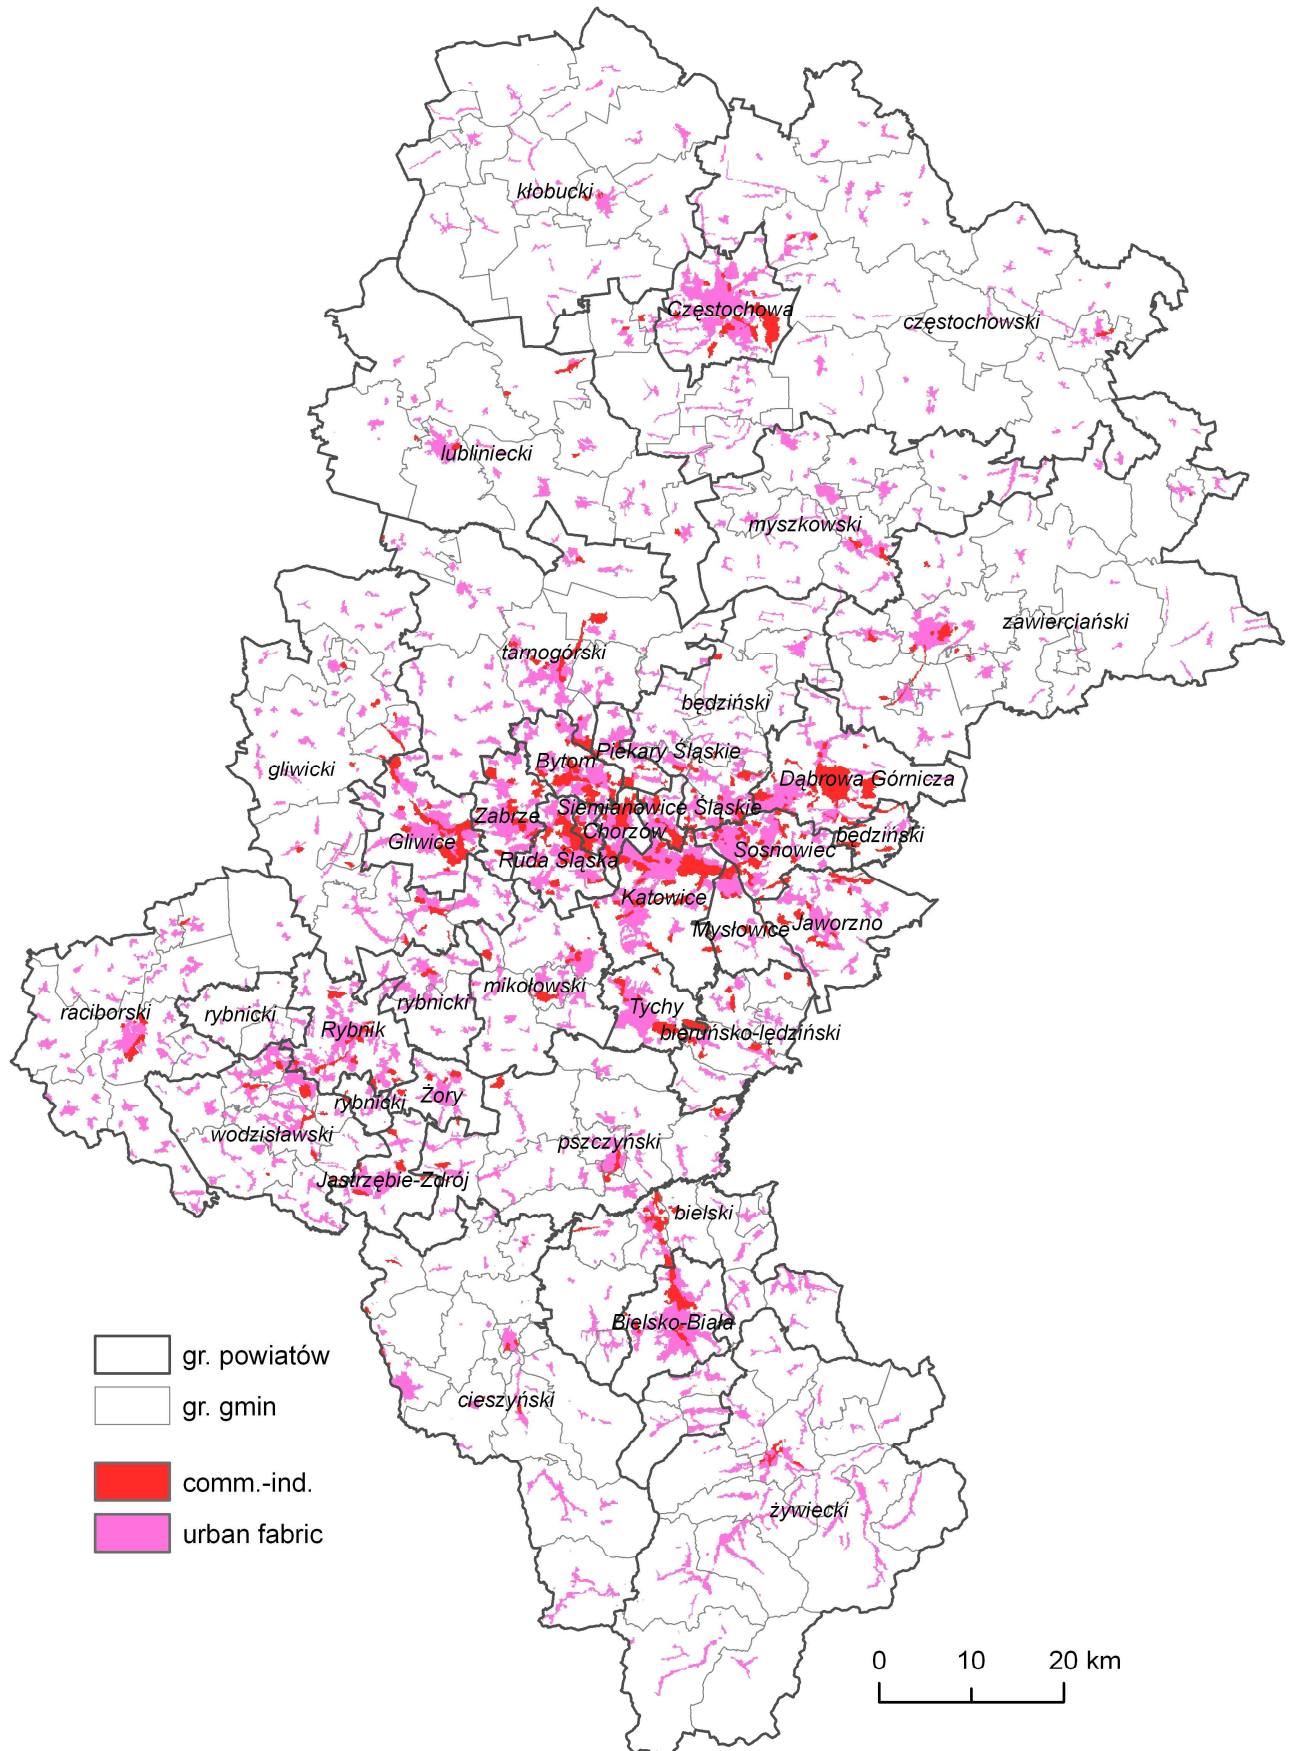 kłobucki
Częstochowa
częstochowski
lubliniecki
myszkowski
zawierciański
tarnogórski
będziński
Piekary Śląskie
Bytom
gliwicki
Dąbrowa Górnicza
Siemianowice Śląskie
Zabrze
Chorzów
będziński
Gliwice
Sosnowiec
Ruda Śląska
Katowice
Mysłowice
Jaworzno
mikołowski
rybnicki
Tychy
raciborski
rybnicki
Rybnik
bieruńsko-lędziński
rybnicki
Żory
wodzisławski
pszczyński
Jastrzębie-Zdrój
bielski
Bielsko-Biała
cieszyński
żywiecki
gr. powiatów
gr. gmin
comm.-ind.
urban fabric
0 10 20 km